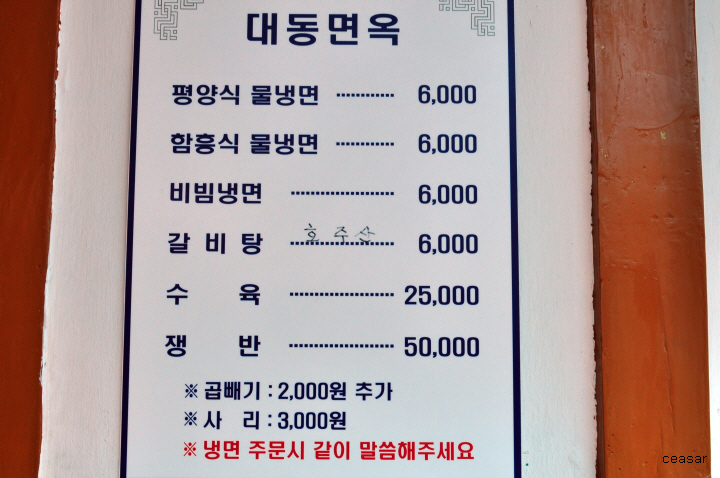 대동면옥
평양식 물냉면 ............ 6,000
함흥식 물냉면 ............ 6,000
비빔냉면 ..................... 6,000
갈비탕 ..................... 호주산 6,000
수 육 ..................... 25,000
쟁 반 ..................... 50,000
※ 곱빼기 : 2,000원 추가
※ 사 리 : 3,000원
※ 냉면 주문시 같이 말씀해주세요
ceasar